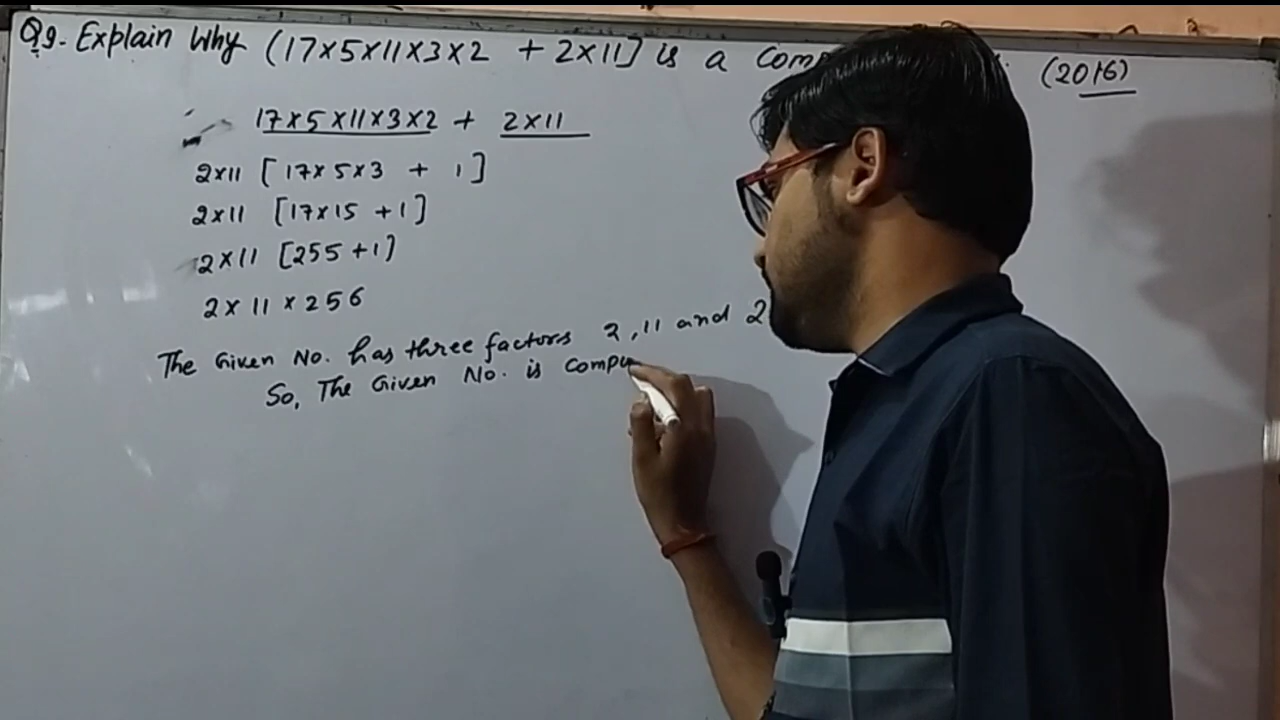 Q9. Explain Why (17×5×11×3×2 + 2×11) is a Com (2016)
17×5×11×3×2 + 2×11
2×11 [17×5×3 + 1]
2×11 [17×15 +1]
2×11 [255+1]
2× 11 ×256
The Given No. has three factors 2,11 and 2
So, The Given No. is Compo